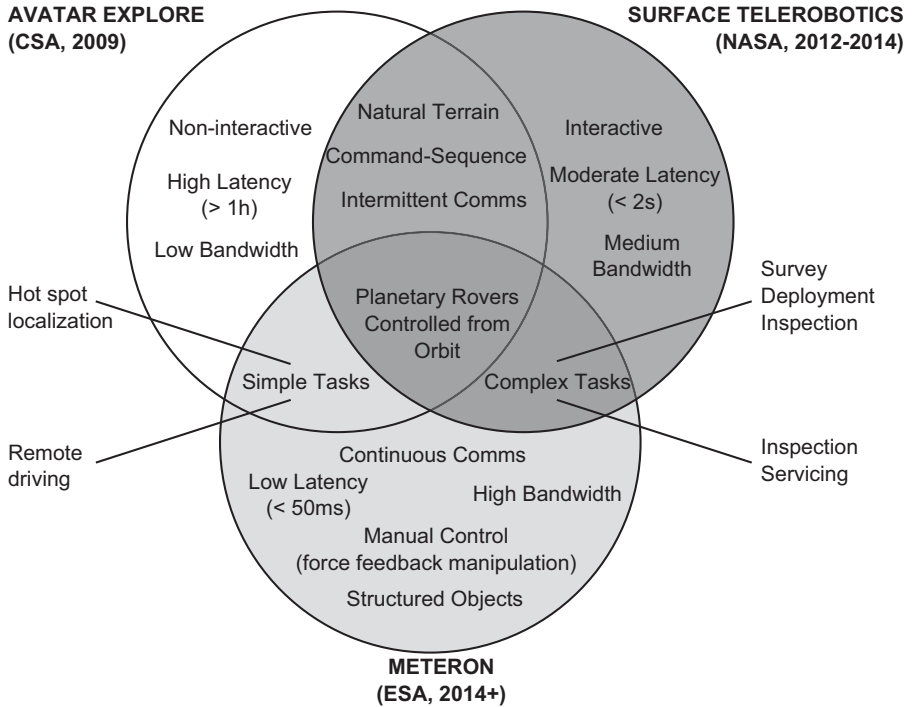 AVATAR EXPLORE
(CSA, 2009)
SURFACE TELEROBOTICS
(NASA, 2012-2014)
Non-interactive
High Latency
(> 1h)
Low Bandwidth
Natural Terrain
Command-Sequence
Intermittent Comms
Interactive
Moderate Latency
(< 2s)
Medium
Bandwidth
Hot spot
localization
Planetary Rovers
Controlled from
Orbit
Survey
Deployment
Inspection
Simple Tasks
Complex Tasks
Remote
driving
Inspection
Servicing
Continuous Comms
Low Latency
(< 50ms)
High Bandwidth
Manual Control
(force feedback manipulation)
Structured Objects
METERON
(ESA, 2014+)